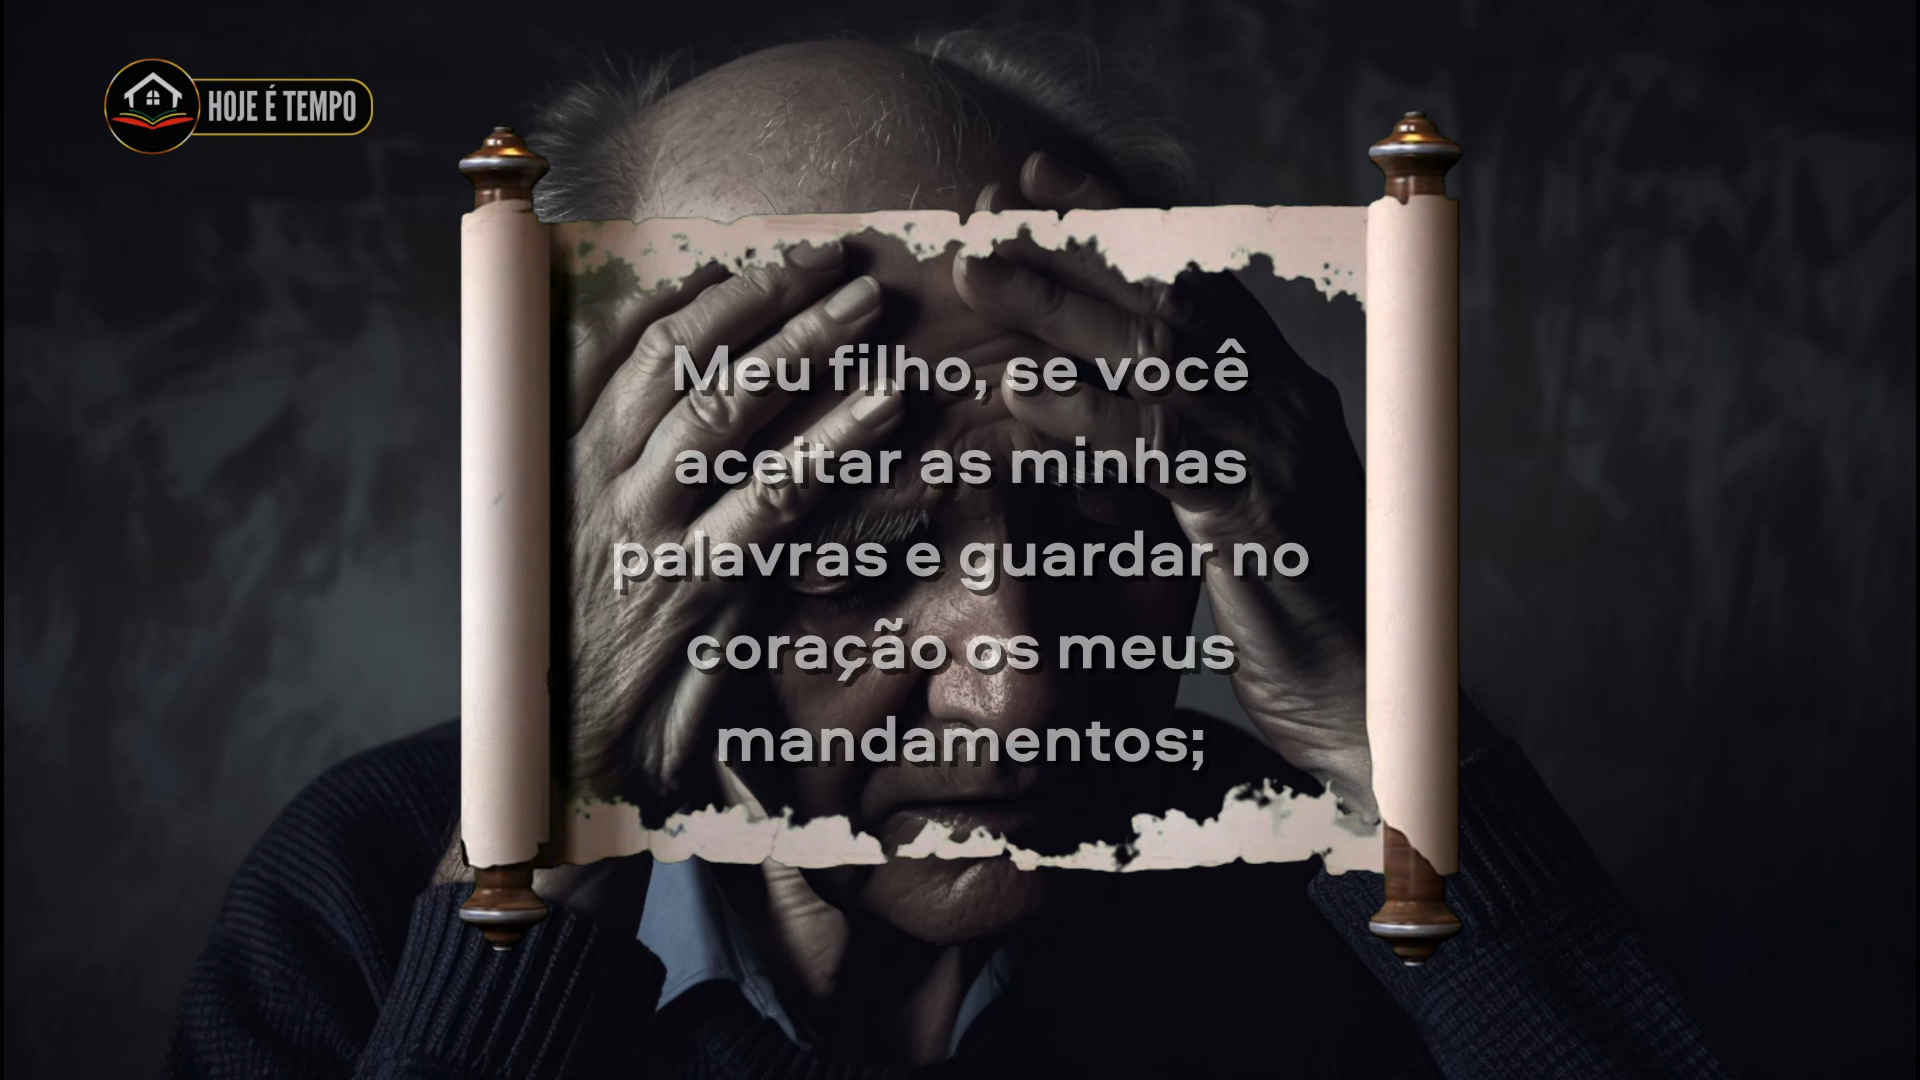 HOJE É TEMPO
Meu filho, se você
aceitar as minhas
palavras e guardar no
coração os meus
mandamentos;